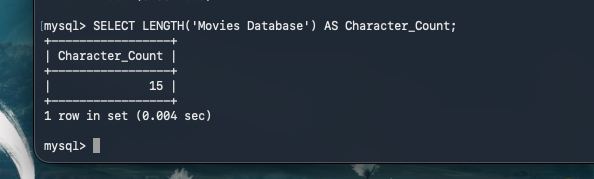 mysql> SELECT LENGTH('Movies Database') AS Character_Count;
+-----------------+
| Character_Count |
+-----------------+
|              15 |
+-----------------+
1 row in set (0.004 sec)
mysql>